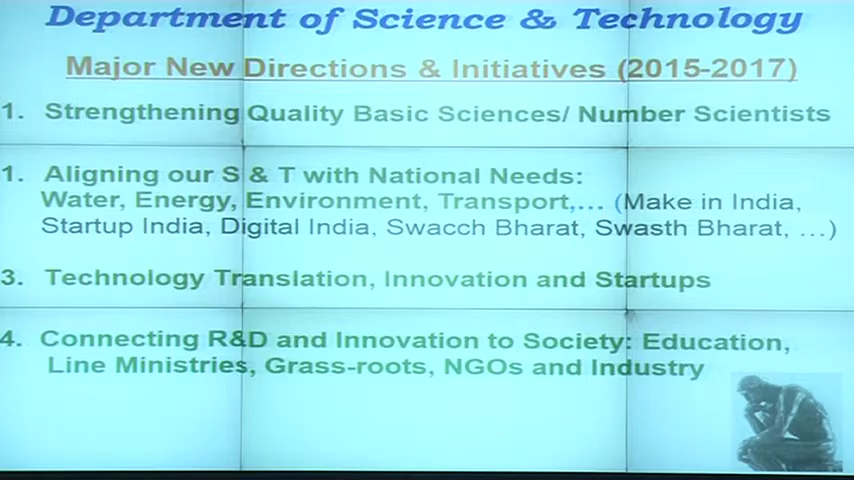 Department of Science & Technology
Major New Directions & Initiatives (2015-2017)
1. Strengthening Quality Basic Sciences/ Number Scientists
1. Aligning our S & T with National Needs:
Water, Energy, Environment, Transport,... (Make in India,
Startup India, Digital India, Swacch Bharat, Swasth Bharat, ...)
3. Technology Translation, Innovation and Startups
4. Connecting R&D and Innovation to Society: Education,
Line Ministries, Grass-roots, NGOs and Industry